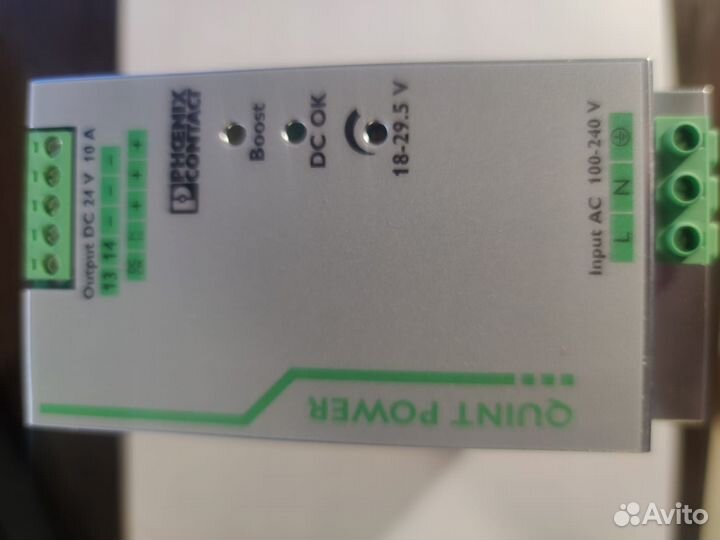 Output DC 24 V 10 A
13 14 – – –
+ + +
PHŒNIX
CONTACT
Boost
DC OK
18-29.5 V
Input AC 100-240 V
L N
QUINT POWER
Avito